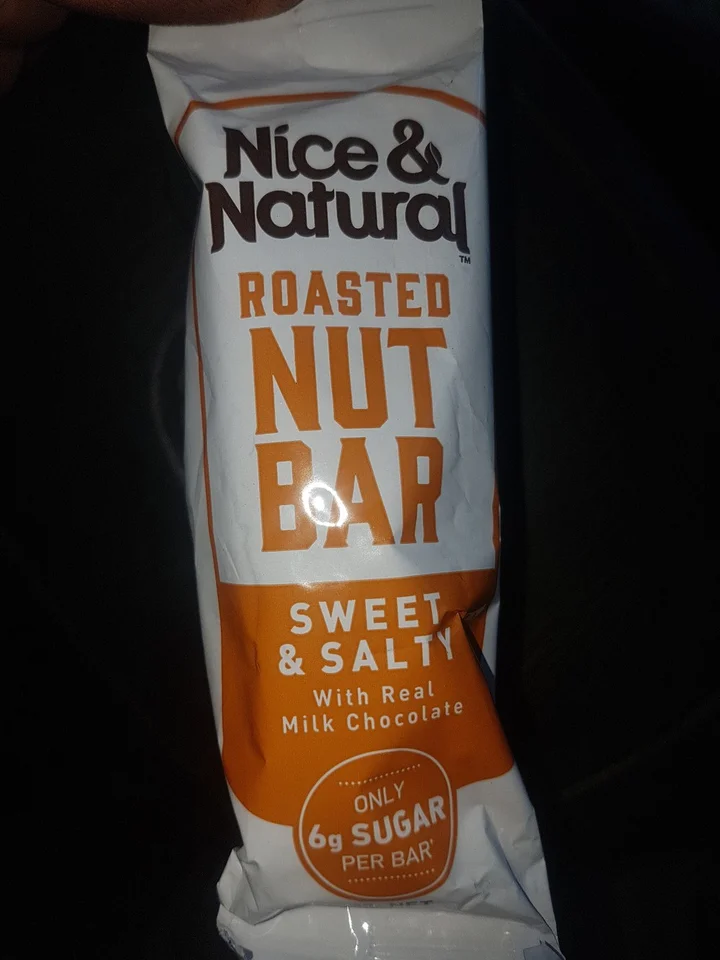 Nice &
Natural
TM
ROASTED
NUT
BAR
SWEET
& SALTY
With Real
Milk Chocolate
ONLY
6g SUGAR
PER BAR